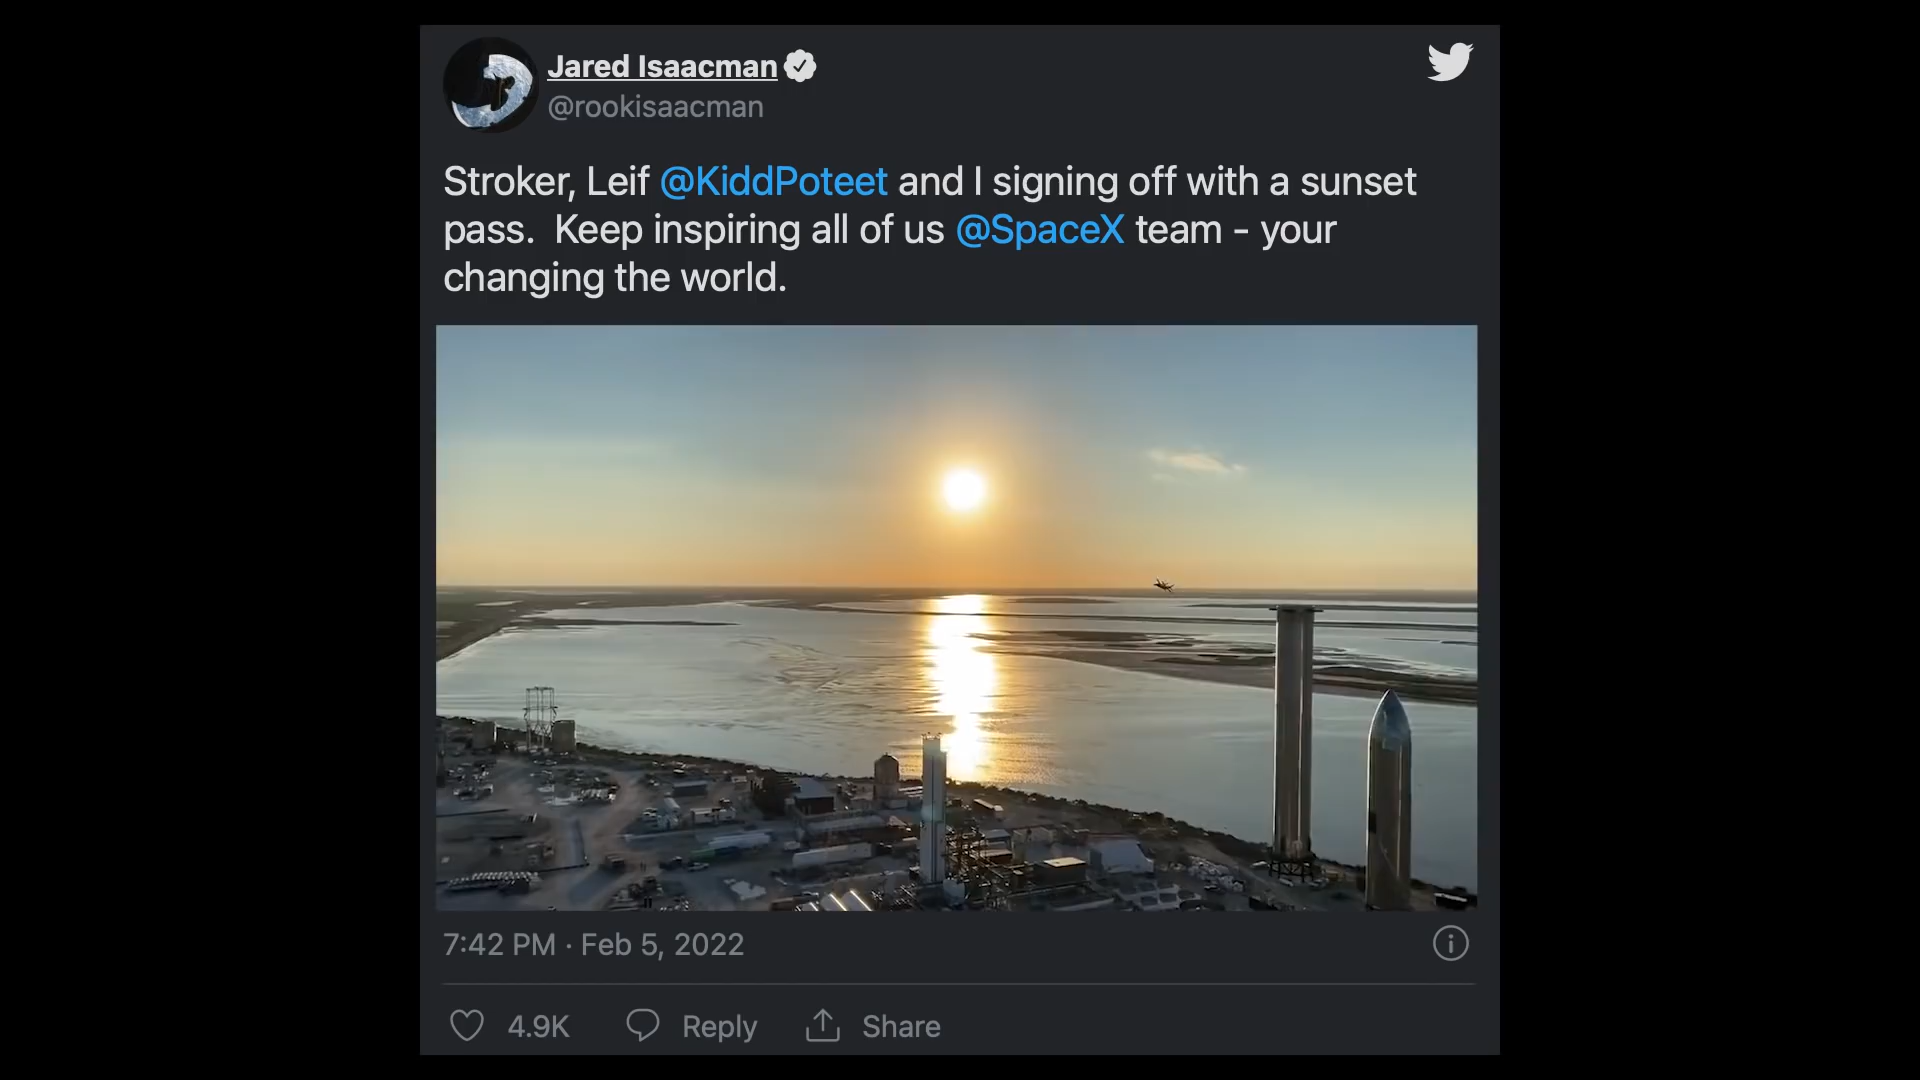 Jared Isaacman
@rookisaacman
Stroker, Leif @KiddPoteet and I signing off with a sunset
pass.  Keep inspiring all of us @SpaceX team - your
changing the world.
7:42 PM · Feb 5, 2022
4.9K Reply Share